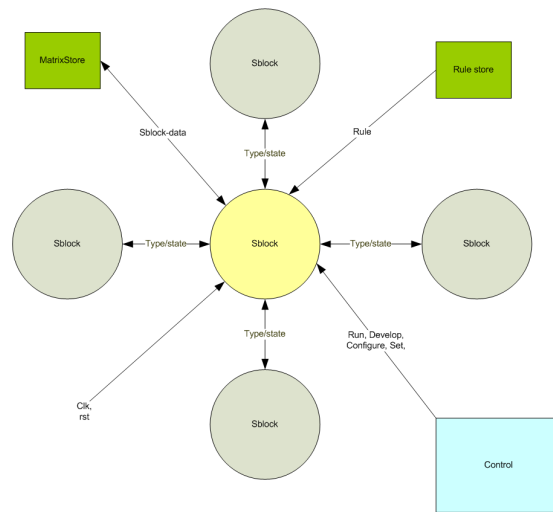 Sblock
MatrixStore
Rule store
Sblock-data
Rule
Type/state
Sblock
Type/state
Sblock
Type/state
Sblock
Type/state
Run, Develop,
Configure, Set,
Clk,
rst
Sblock
Control